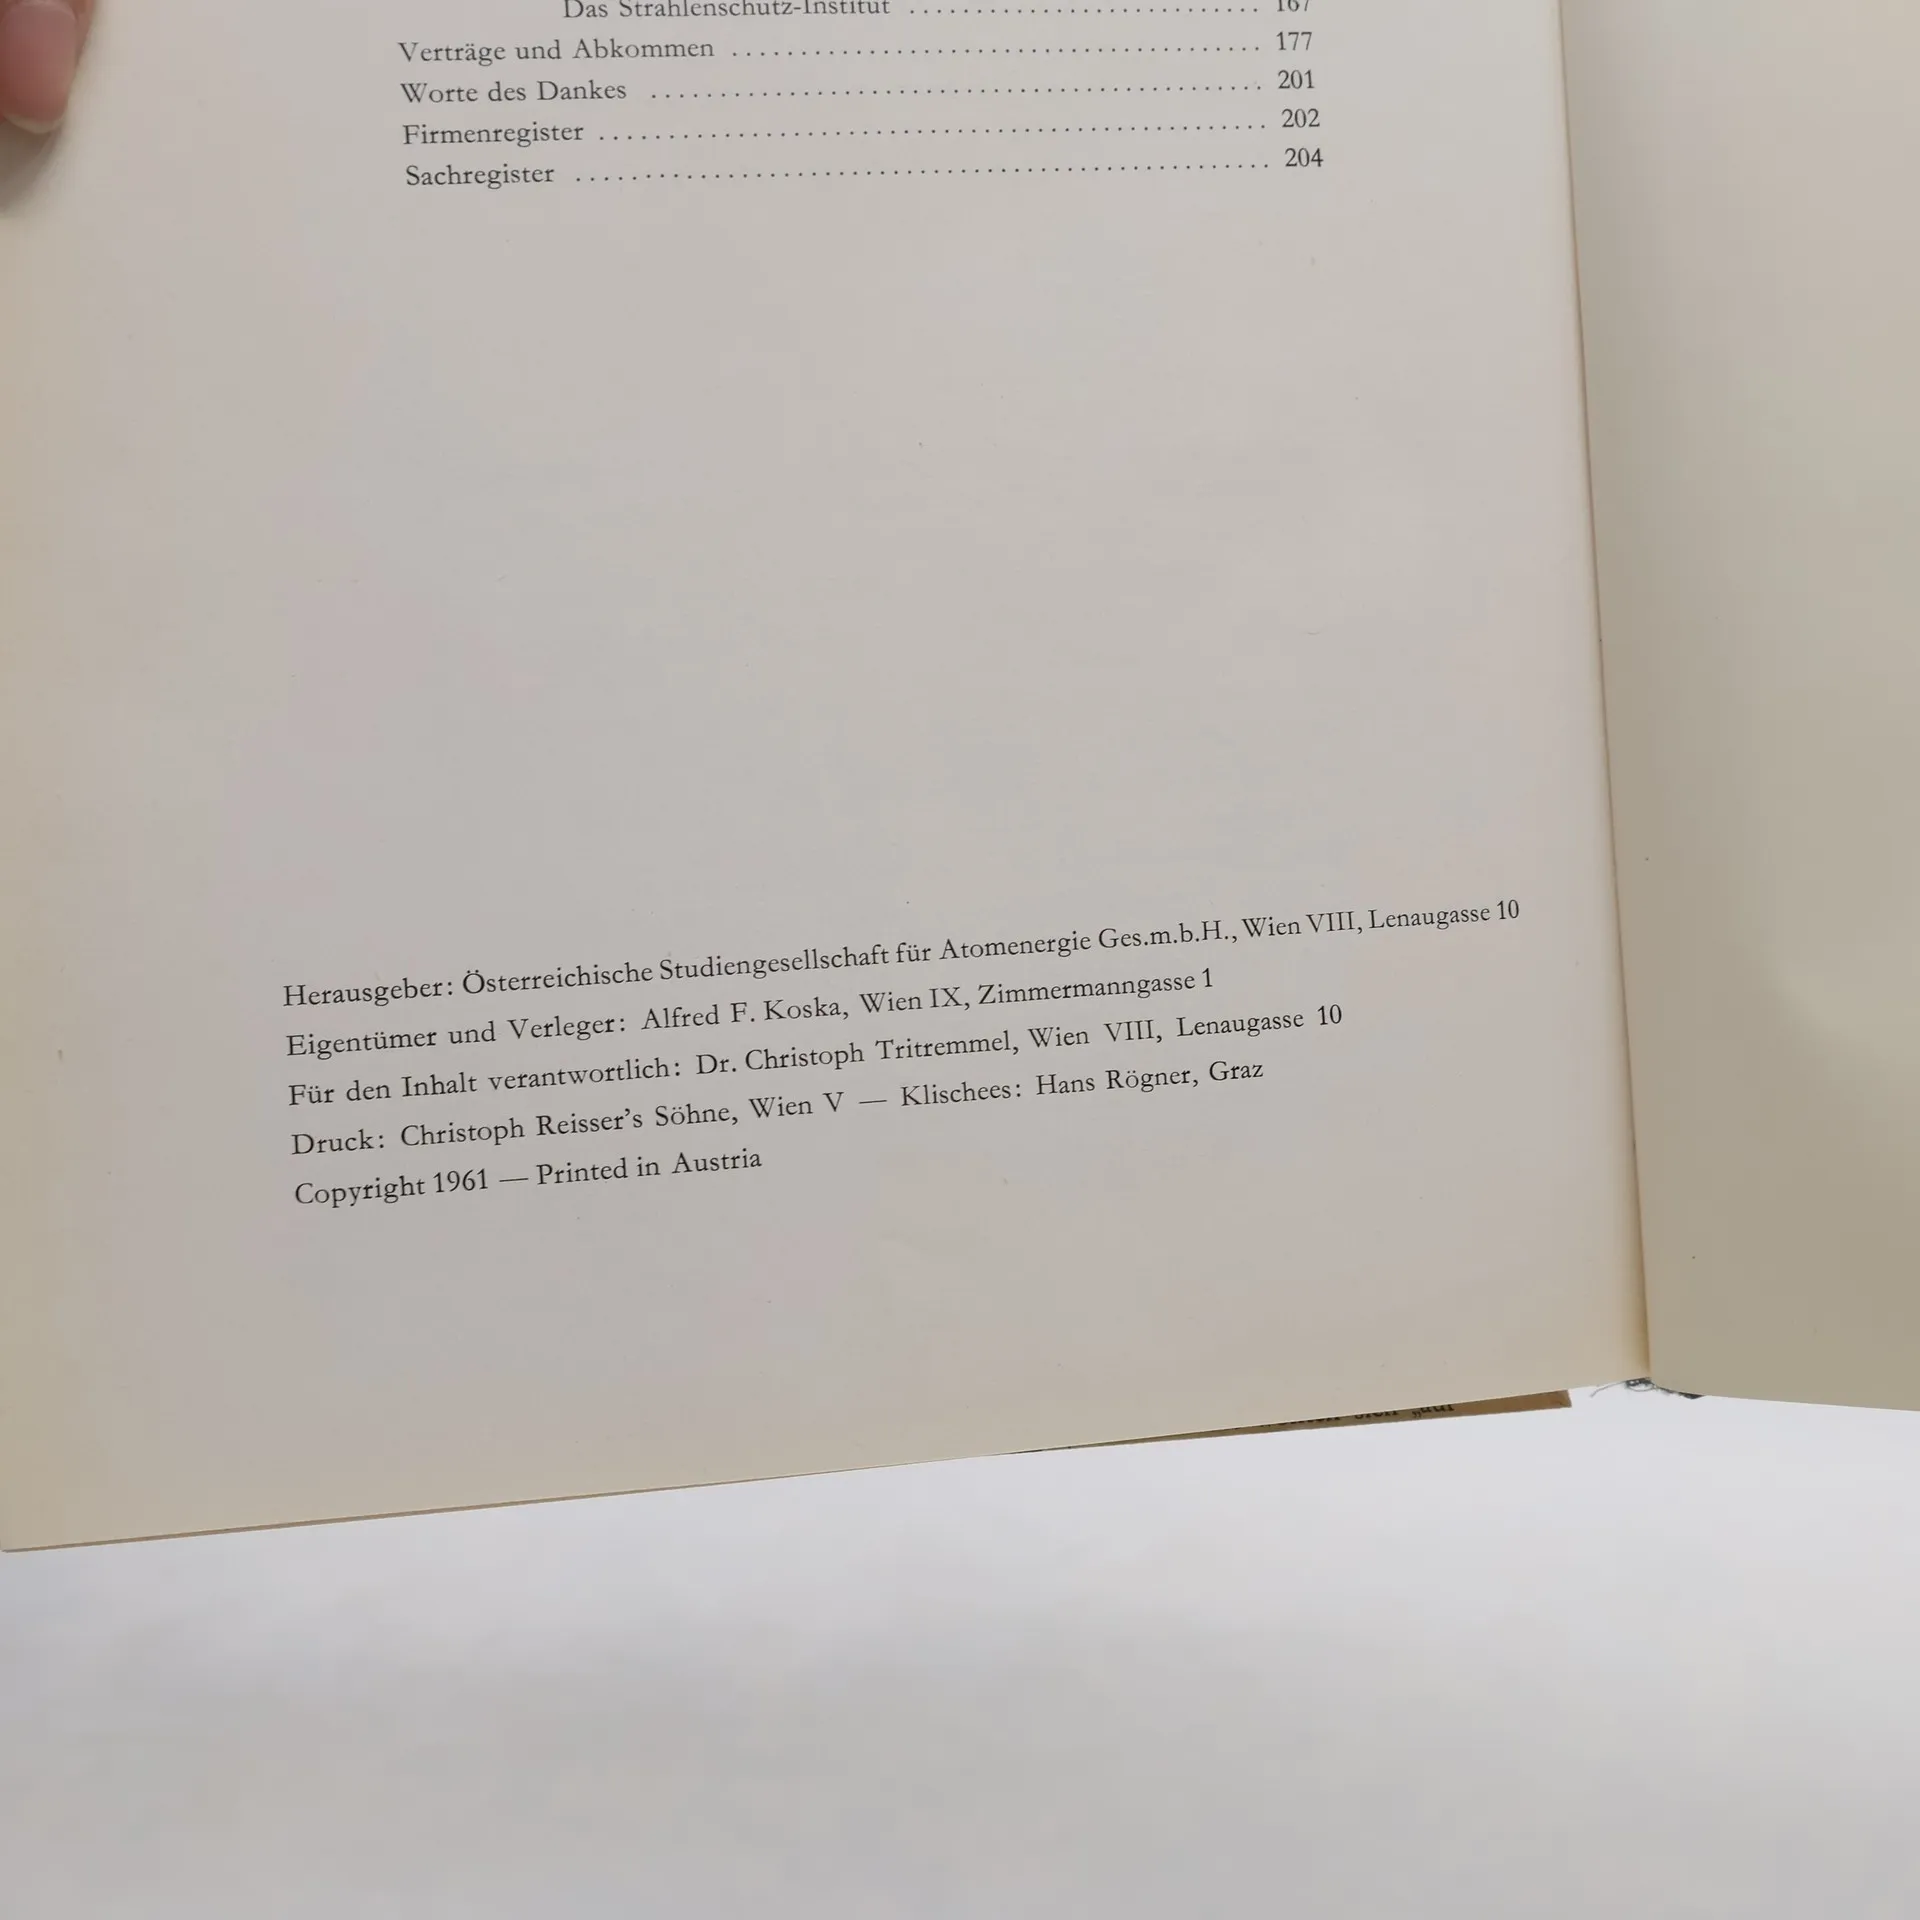 Das Strahlenschutz-Institut ........................ 167
Verträge und Abkommen ...................................... 177
Worte des Dankes ............................................ 201
Firmenregister ................................................ 202
Sachregister .................................................. 204
Herausgeber: Österreichische Studiengesellschaft für Atomenergie Ges.m.b.H., Wien VIII, Lenaugasse 10
Eigentümer und Verleger: Alfred F. Koska, Wien IX, Zimmermanngasse 1
Für den Inhalt verantwortlich: Dr. Christoph Tritremmel, Wien VIII, Lenaugasse 10
Druck: Christoph Reisser's Söhne, Wien V — Klischees: Hans Rögner, Graz
Copyright 1961 — Printed in Austria